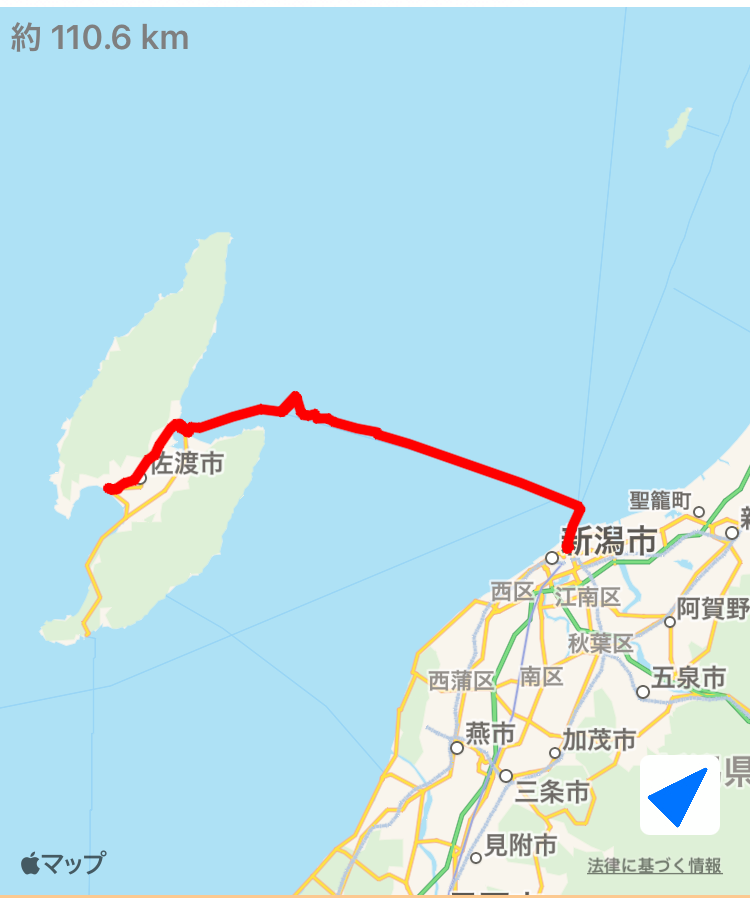 約 110.6 km
佐渡市
聖籠町
新潟市
西区
江南区
阿賀野
秋葉区
五泉市
西蒲区
南区
燕市
加茂市
県
三条市
見附市
マップ
法律に基づく情報